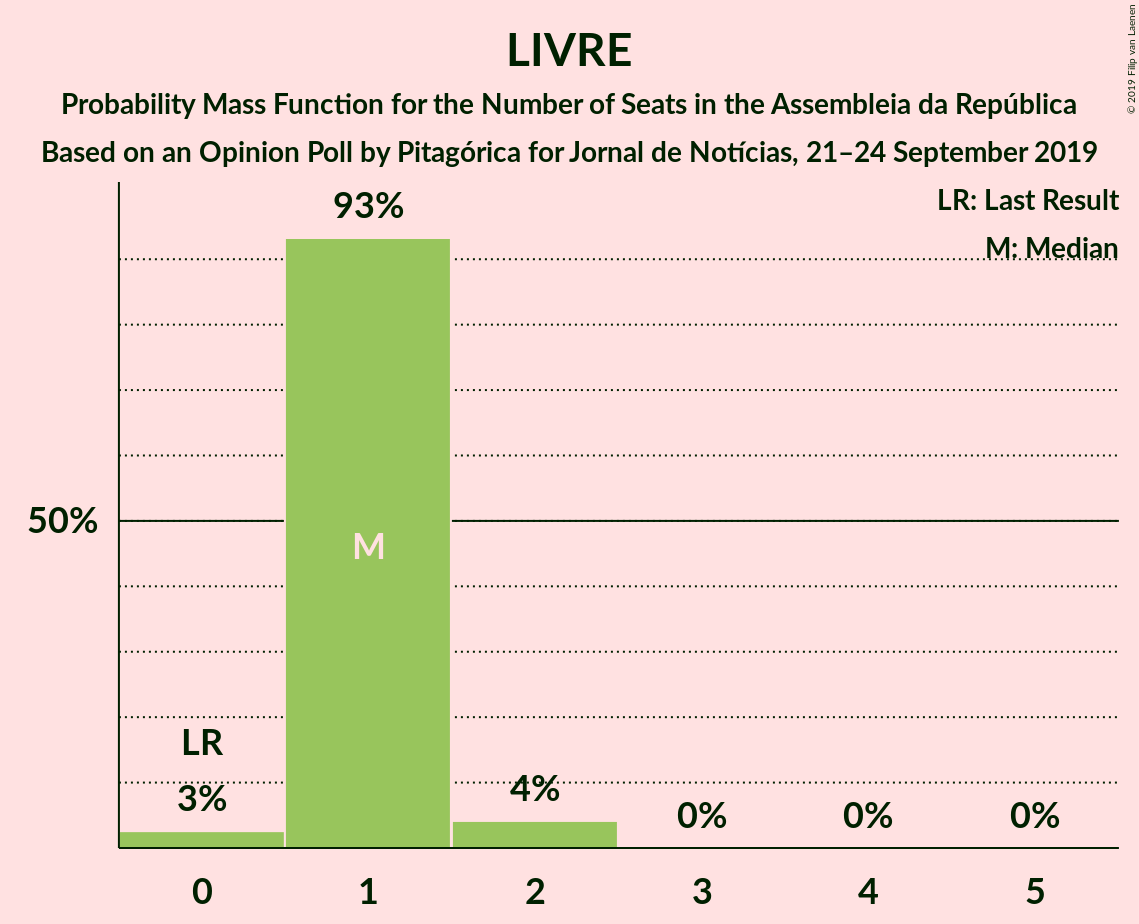 LIVRE
Probability Mass Function for the Number of Seats in the Assembleia da República
Based on an Opinion Poll by Pitagórica for Jornal de Notícias, 21–24 September 2019
© 2019 Filip van Laenen
LR: Last Result
M: Median
93%
50%
M
LR
3%
4%
0%
0%
0%
0
1
2
3
4
5